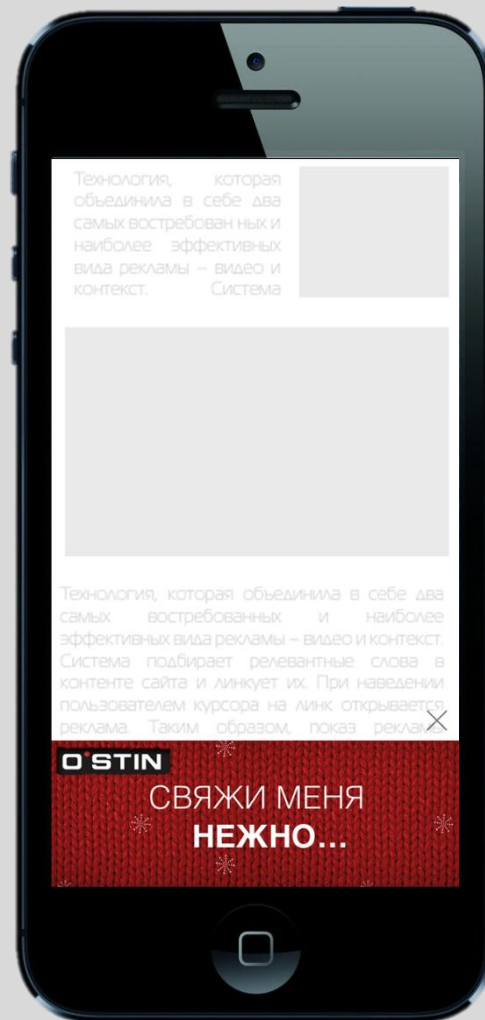 Технология, которая
объединила в себе два
самых востребован ных и
наиболее эффективных
вида рекламы – видео и
контекст. Система
Технология, которая объединила в себе два
самых востребованных и наиболее
эффективных вида рекламы – видео и контекст.
Система подбирает релевантные слова в
контенте сайта и линкует их. При наведении
пользователем курсора на линк открывается
реклама. Таким образом, показ рекламы
O'STIN
СВЯЖИ МЕНЯ
НЕЖНО...